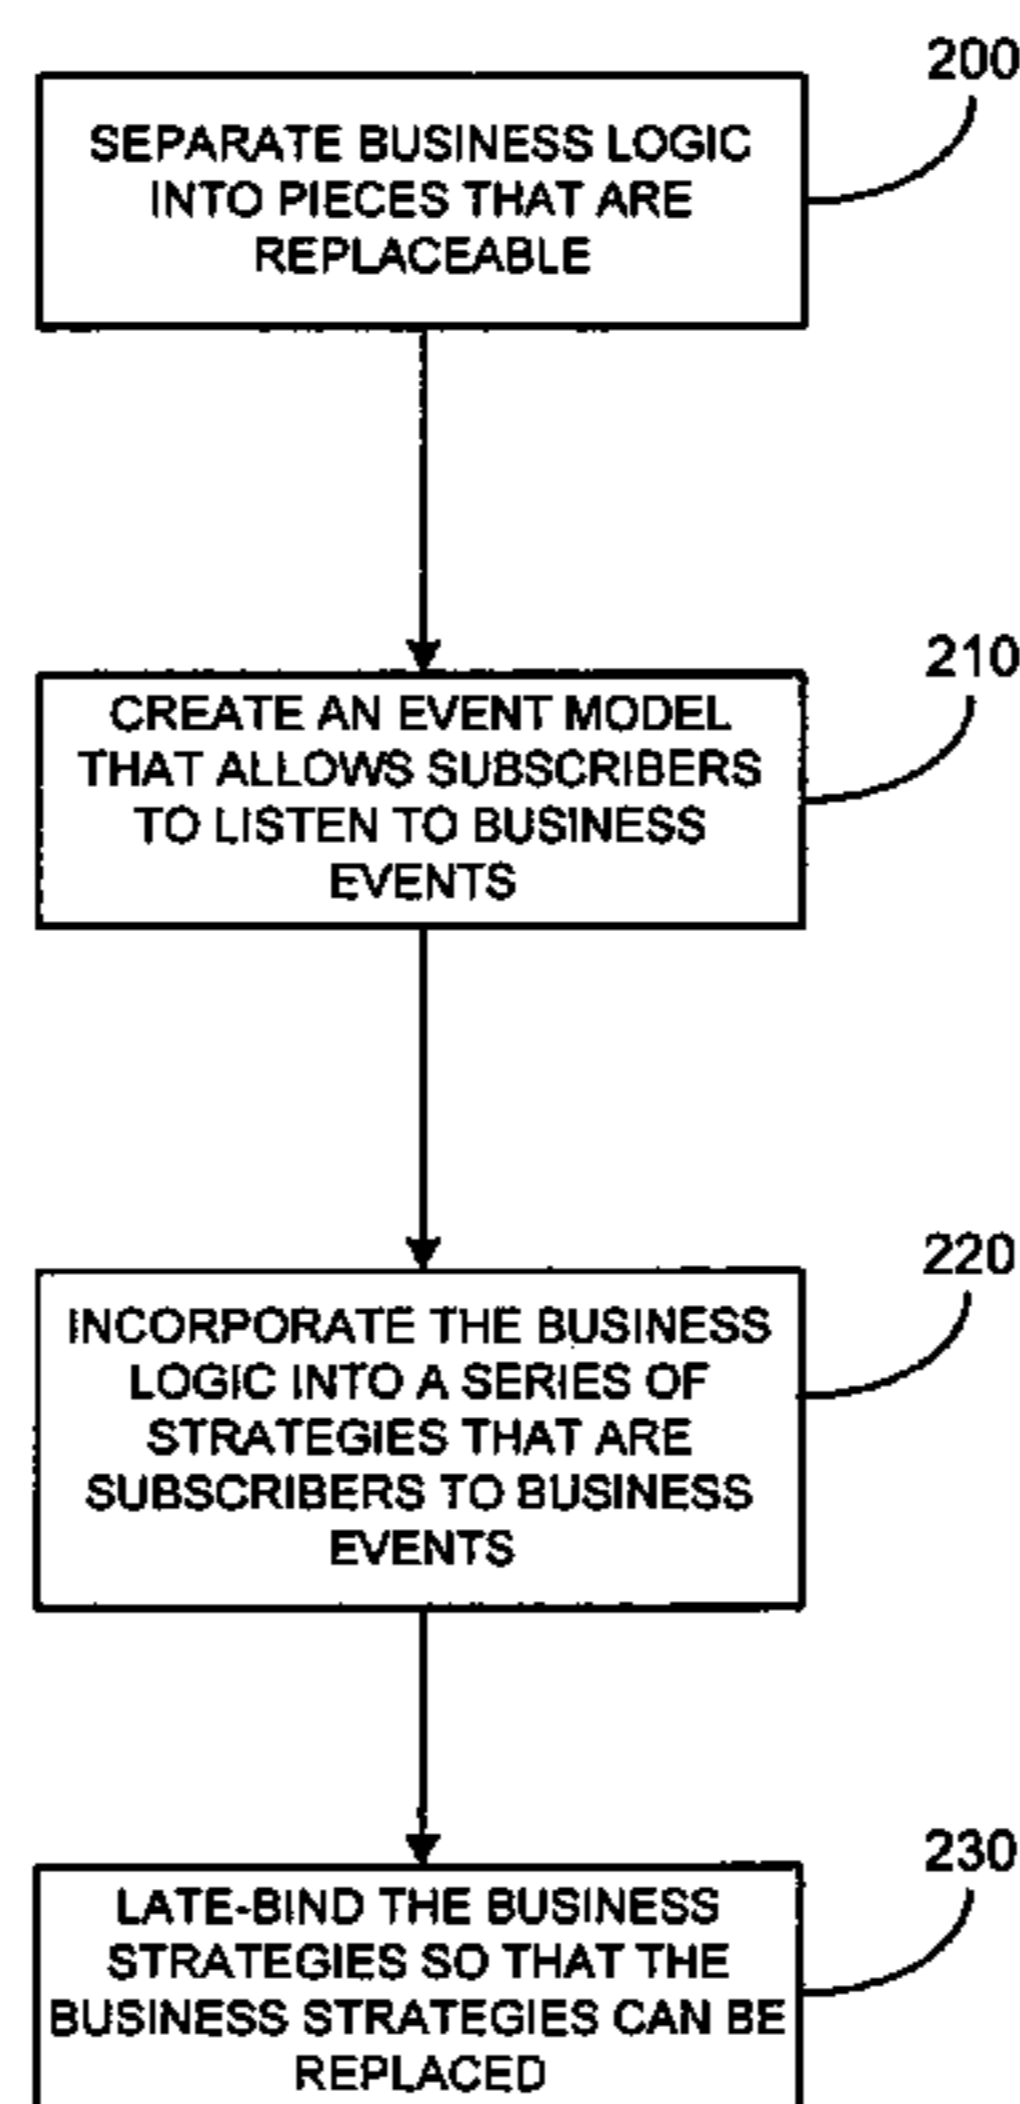 200
SEPARATE BUSINESS LOGIC
INTO PIECES THAT ARE
REPLACEABLE
210
CREATE AN EVENT MODEL
THAT ALLOWS SUBSCRIBERS
TO LISTEN TO BUSINESS
EVENTS
220
INCORPORATE THE BUSINESS
LOGIC INTO A SERIES OF
STRATEGIES THAT ARE
SUBSCRIBERS TO BUSINESS
EVENTS
230
LATE-BIND THE BUSINESS
STRATEGIES SO THAT THE
BUSINESS STRATEGIES CAN BE
REPLACED